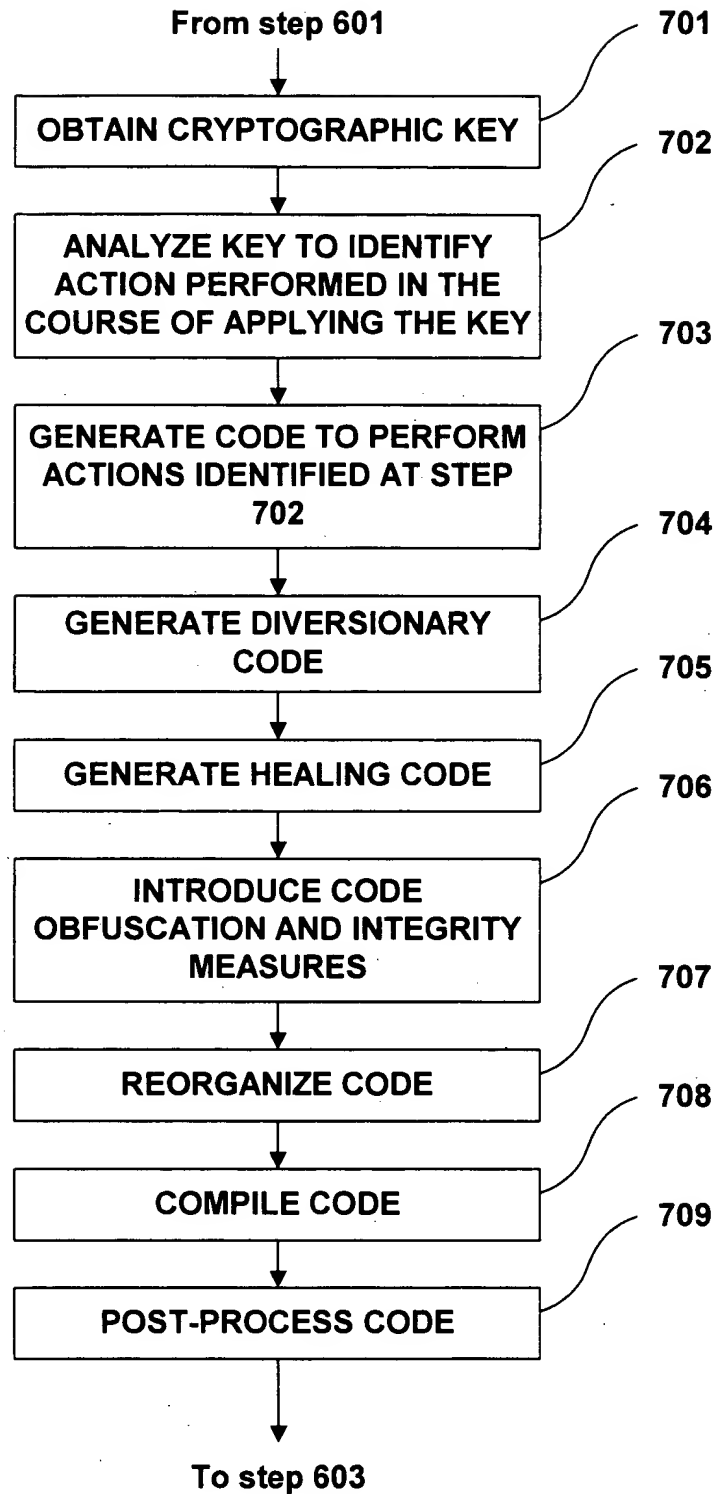 From step 601
701
OBTAIN CRYPTOGRAPHIC KEY
702
ANALYZE KEY TO IDENTIFY
ACTION PERFORMED IN THE
COURSE OF APPLYING THE KEY
703
GENERATE CODE TO PERFORM
ACTIONS IDENTIFIED AT STEP
702
704
GENERATE DIVERSIONARY
CODE
705
GENERATE HEALING CODE
706
INTRODUCE CODE
OBFUSCATION AND INTEGRITY
MEASURES
707
REORGANIZE CODE
708
COMPILE CODE
709
POST-PROCESS CODE
To step 603